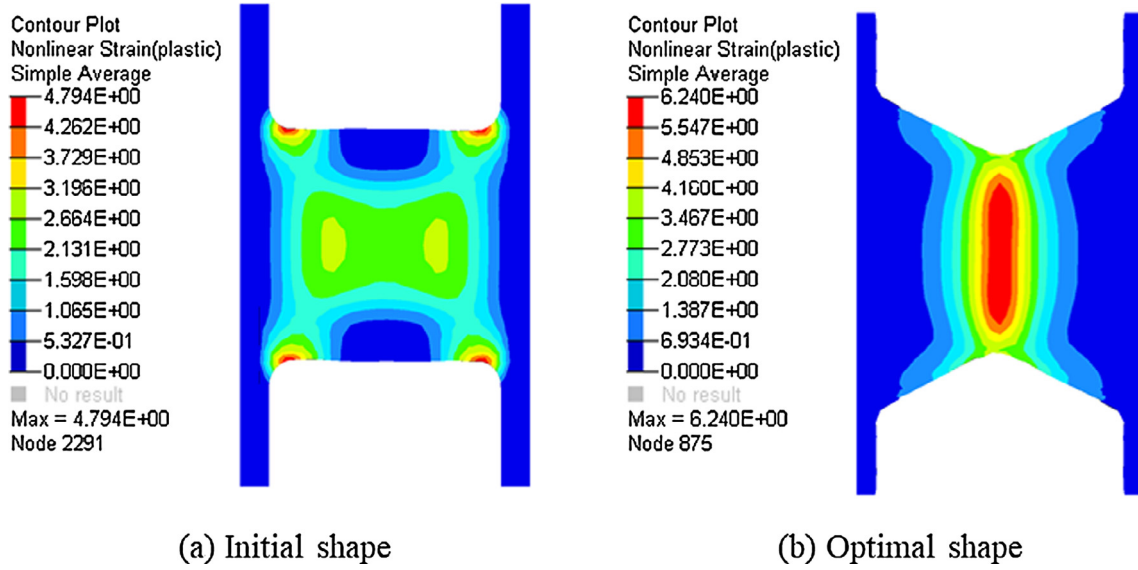 Contour Plot
Nonlinear Strain(plastic)
Simple Average
4.794E+00
4.262E+00
3.729E+00
3.196E+00
2.664E+00
2.131E+00
1.598E+00
1.065E+00
5.327E-01
0.000E+00
No result
Max = 4.794E+00
Node 2291
Contour Plot
Nonlinear Strain(plastic)
Simple Average
6.240E+00
5.547E+00
4.853E+00
4.160E+00
3.467E+00
2.773E+00
2.080E+00
1.387E+00
6.934E-01
0.000E+00
No result
Max = 6.240E+00
Node 875
(a) Initial shape
(b) Optimal shape